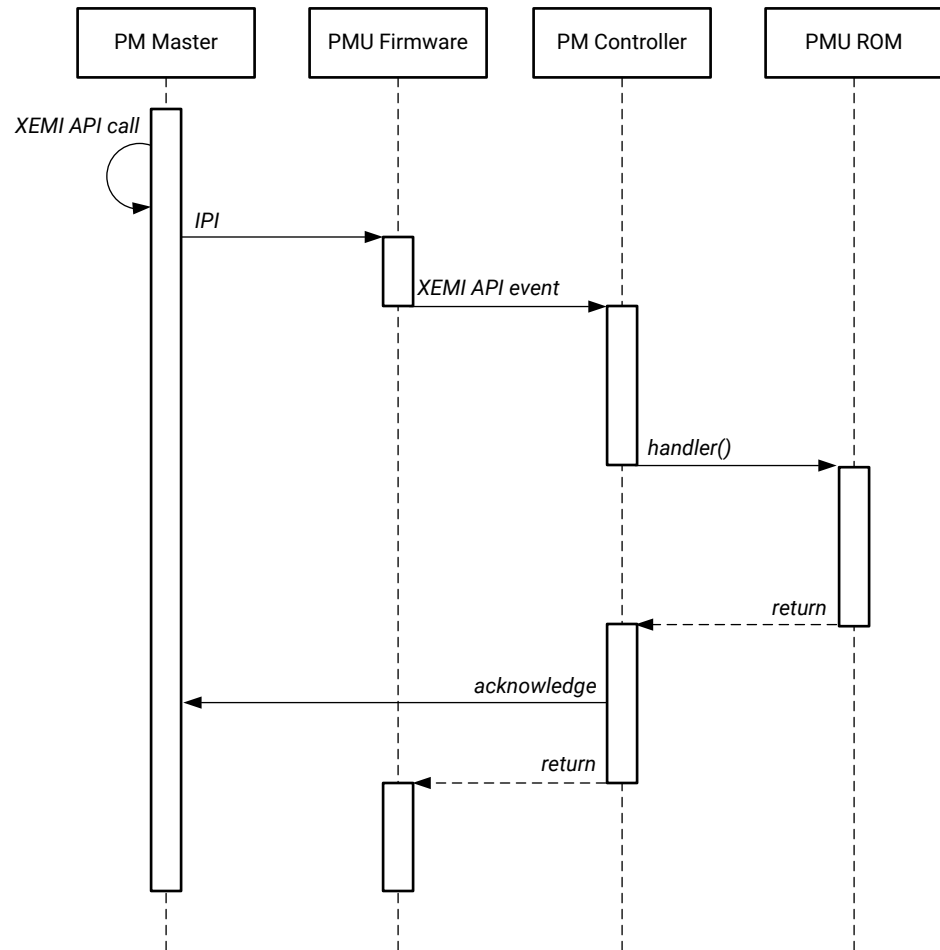 PM Master
PMU Firmware
PM Controller
PMU ROM
XEMI API call
IPI
XEMI API event
handler()
return
acknowledge
return